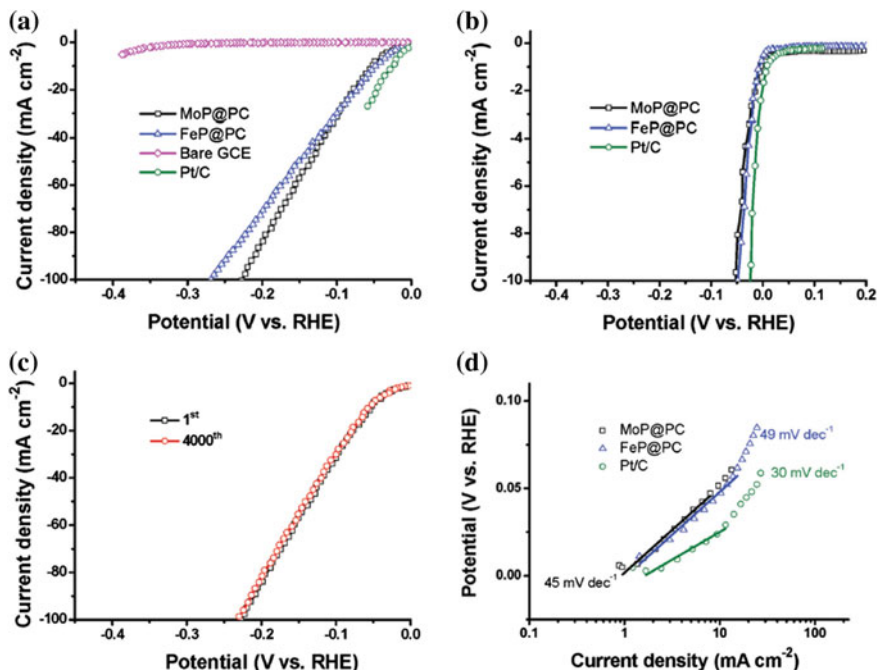 (a)
Current density (mA cm⁻²)
0
-20
-40
-60
-80
-100
MoP@PC
FeP@PC
Bare GCE
Pt/C
-0.4
-0.3
-0.2
-0.1
0.0
Potential (V vs. RHE)
(b)
Current density (mA cm⁻²)
0
-2
-4
-6
-8
-10
MoP@PC
FeP@PC
Pt/C
-0.4
-0.3
-0.2
-0.1
0.0
0.1
0.2
Potential (V vs. RHE)
(c)
Current density (mA cm⁻²)
0
-20
-40
-60
-80
-100
1ˢᵗ
4000ᵗʰ
-0.4
-0.3
-0.2
-0.1
0.0
Potential (V vs. RHE)
(d)
Potential (V vs. RHE)
0.10
0.05
0.00
MoP@PC
FeP@PC
Pt/C
49 mV dec⁻¹
30 mV dec⁻¹
45 mV dec⁻¹
0.1
1
10
100
Current density (mA cm⁻²)